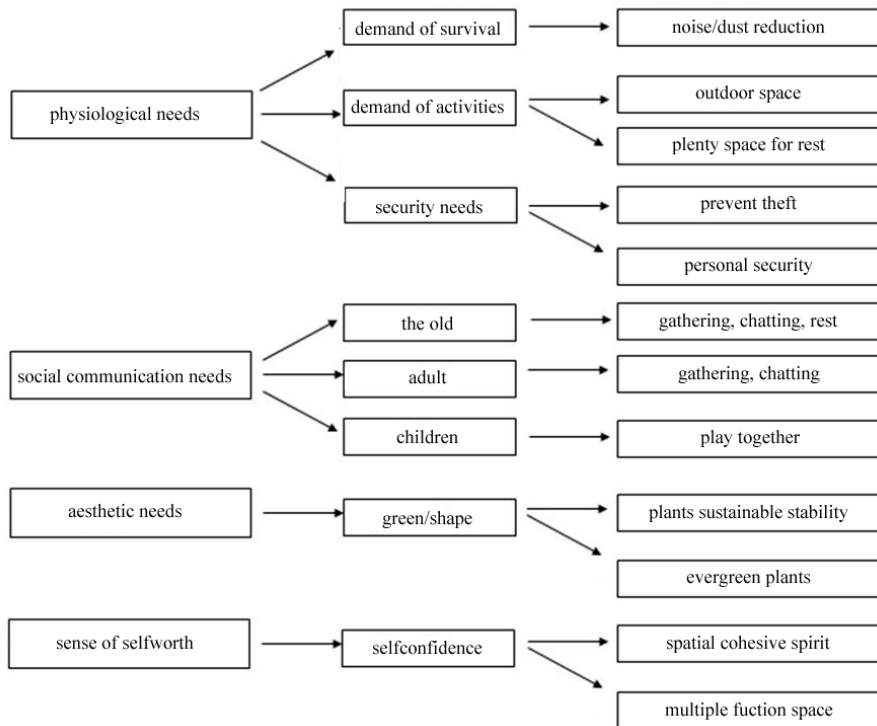 demand of survival
noise/dust reduction
physiological needs
demand of activities
outdoor space
plenty space for rest
security needs
prevent theft
personal security
the old
gathering, chatting, rest
social communication needs
adult
gathering, chatting
children
play together
aesthetic needs
green/shape
plants sustainable stability
evergreen plants
sense of selfworth
selfconfidence
spatial cohesive spirit
multiple fuction space